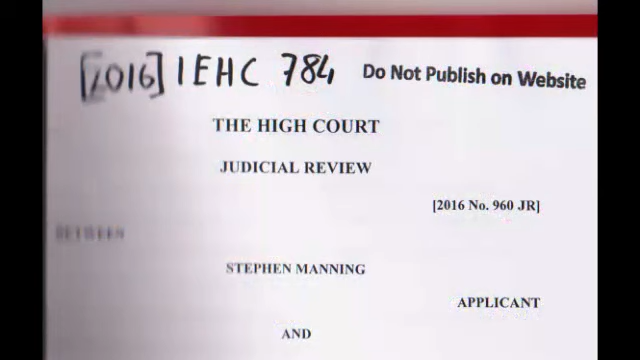 [2016] IEHC 784 Do Not Publish on Website
THE HIGH COURT
JUDICIAL REVIEW
[2016 No. 960 JR]
BETWEEN
STEPHEN MANNING
APPLICANT
AND